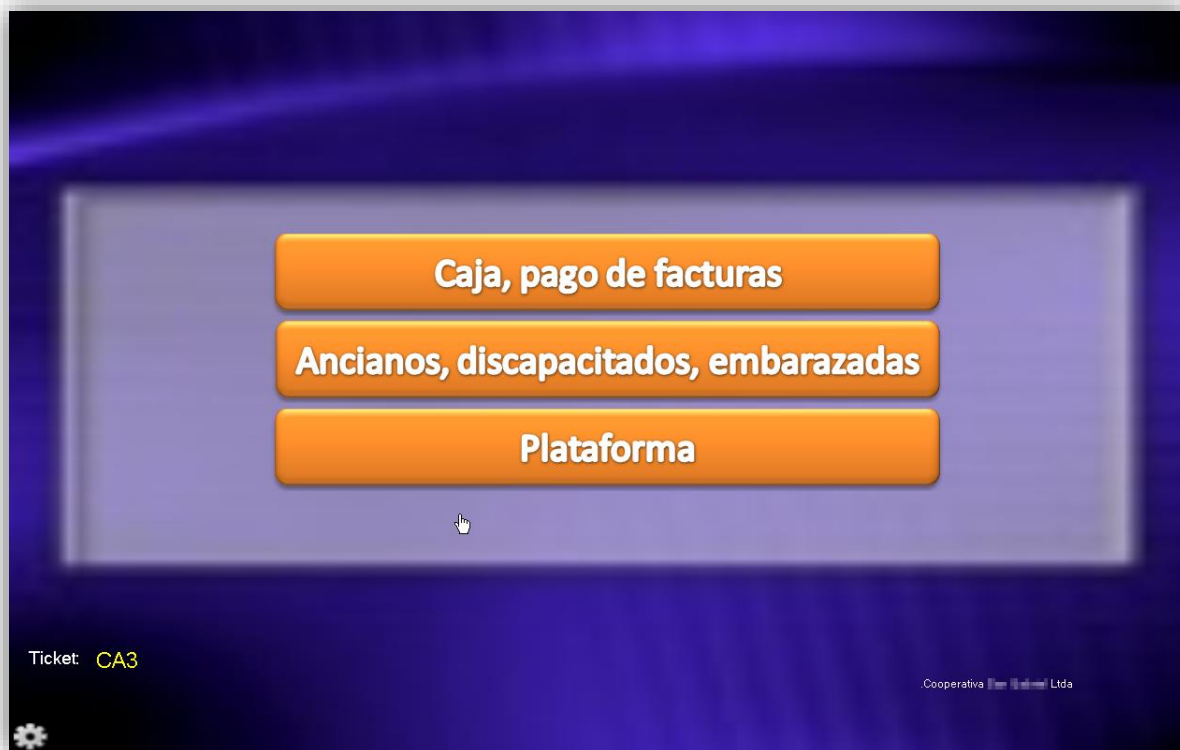 Caja, pago de facturas
Ancianos, discapacitados, embarazadas
Plataforma
Ticket: CA3
.Cooperativa Ltda